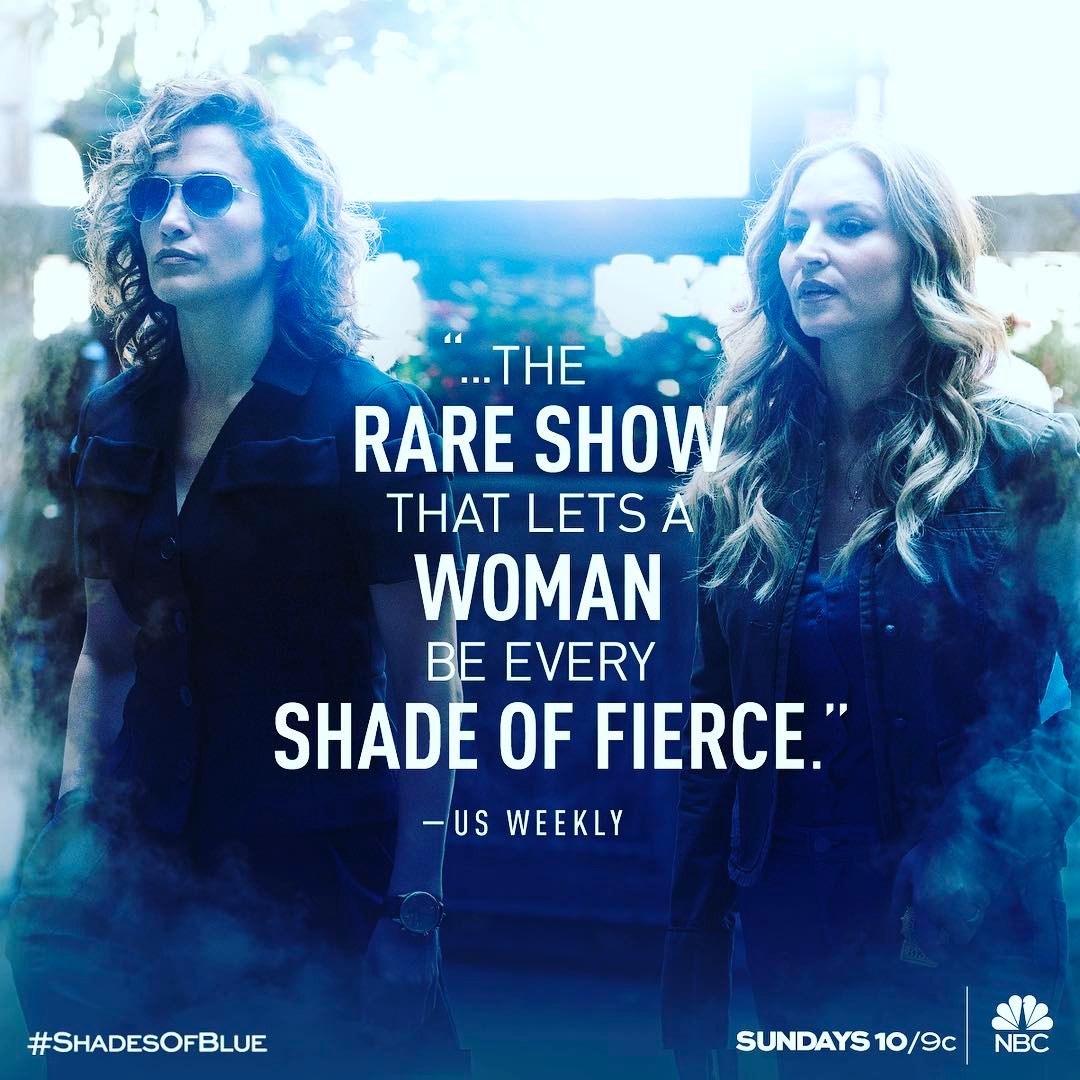 “...THE
RARE SHOW
THAT LETS A
WOMAN
BE EVERY
SHADE OF FIERCE.”
—US WEEKLY
#SHADESOFBLUE
SUNDAYS 10/9c
NBC